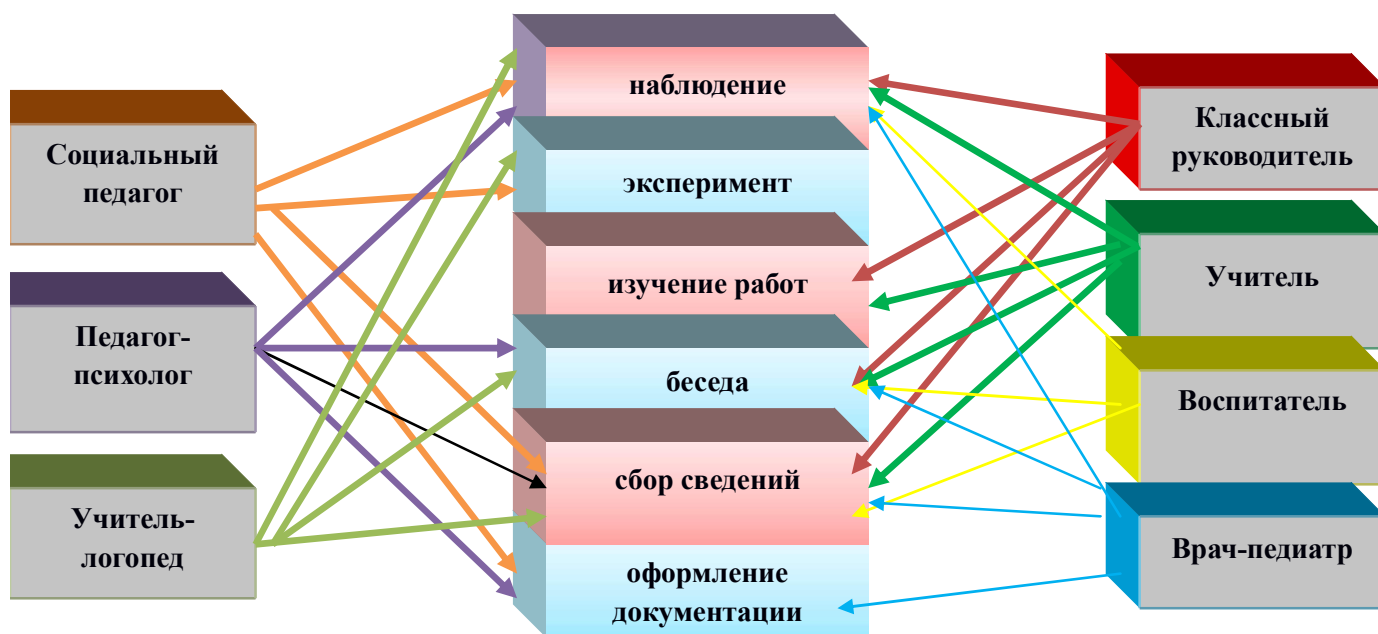 Социальный
педагог
Педагог-
психолог
Учитель-
логопед
наблюдение
эксперимент
изучение работ
беседа
сбор сведений
оформление
документации
Классный
руководитель
Учитель
Воспитатель
Врач-педиатр